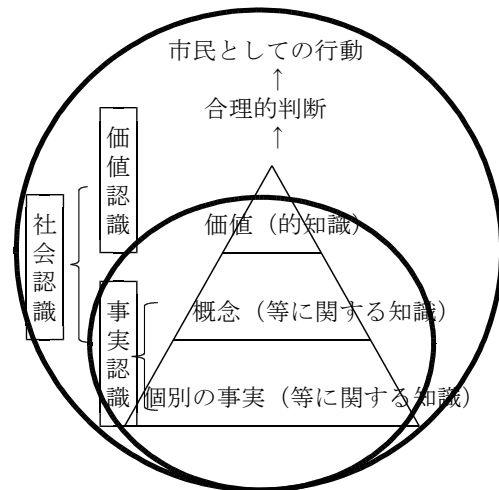 市民としての行動
↑
合理的判断
↑
価値認識
社会認識
価値（的知識）
事実認識
概念（等に関する知識）
個別の事実（等に関する知識）